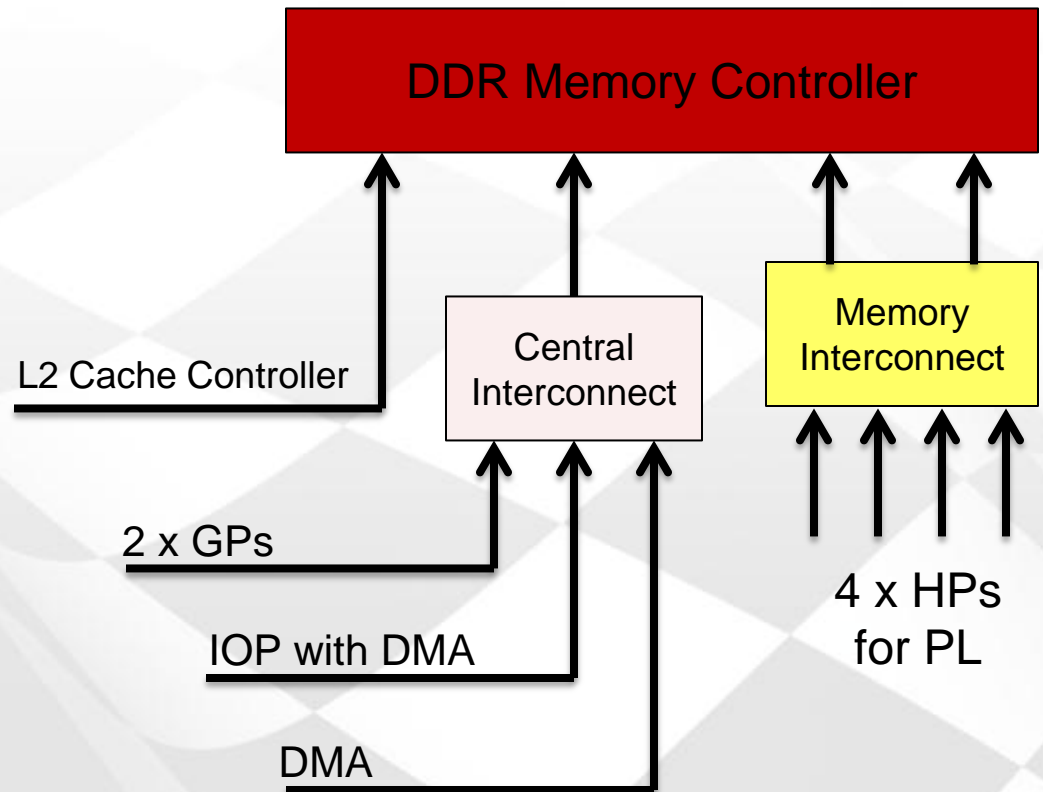 DDR Memory Controller
L2 Cache Controller
Central
Interconnect
Memory
Interconnect
2 x GPs
IOP with DMA
DMA
4 x HPs
for PL